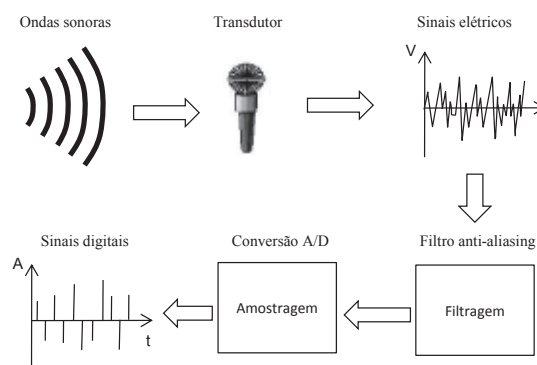 Ondas sonoras
Transdutor
Sinais elétricos
V
Sinais digitais
Conversão A/D
Filtro anti-aliasing
A
Amostragem
Filtragem
t